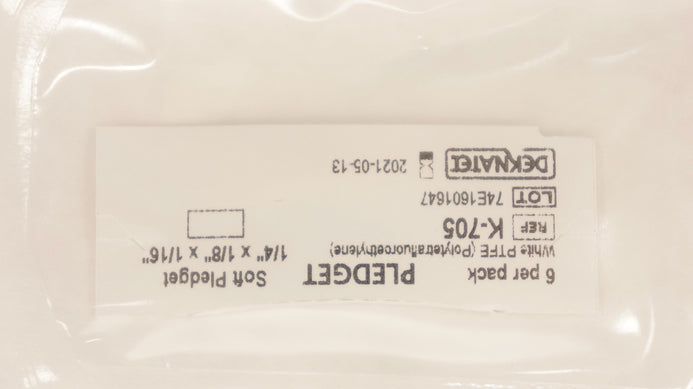 6 per pack PLEDGET Soft Pledget
White PTFE (Polytetrafluoroethylene) 1/4" x 1/8" x 1/16"
REF K-705
LOT 74E1601647
DEKNATEL 2021-05-13